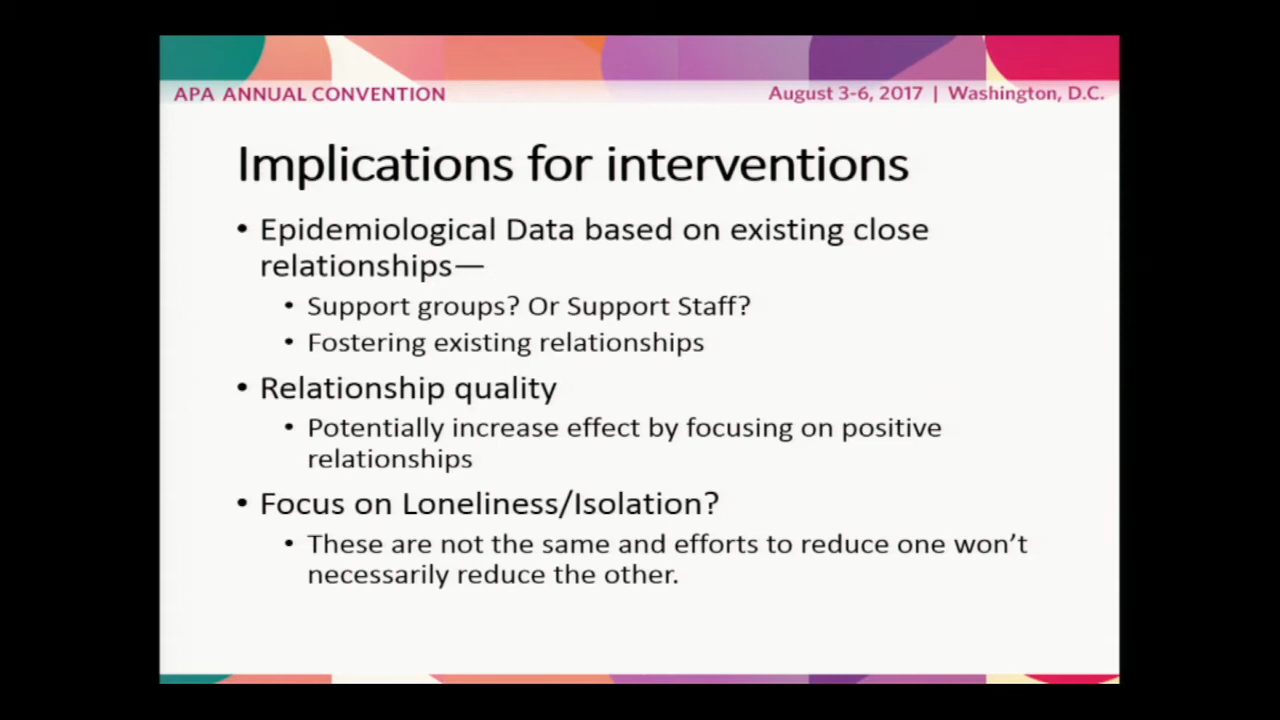 APA ANNUAL CONVENTION
August 3-6, 2017 | Washington, D.C.
Implications for interventions
• Epidemiological Data based on existing close
relationships—
• Support groups? Or Support Staff?
• Fostering existing relationships
• Relationship quality
• Potentially increase effect by focusing on positive
relationships
• Focus on Loneliness/Isolation?
• These are not the same and efforts to reduce one won’t
necessarily reduce the other.